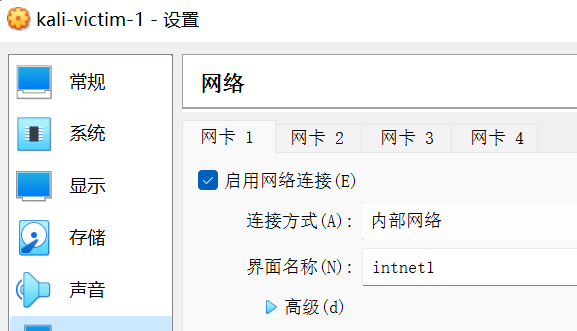 kali-victim-1 - 设置
常规
系统
显示
存储
声音
网络
网卡 1 网卡 2 网卡 3 网卡 4
启用网络连接(E)
连接方式(A): 内部网络
界面名称(N): intnet1
高级(d)